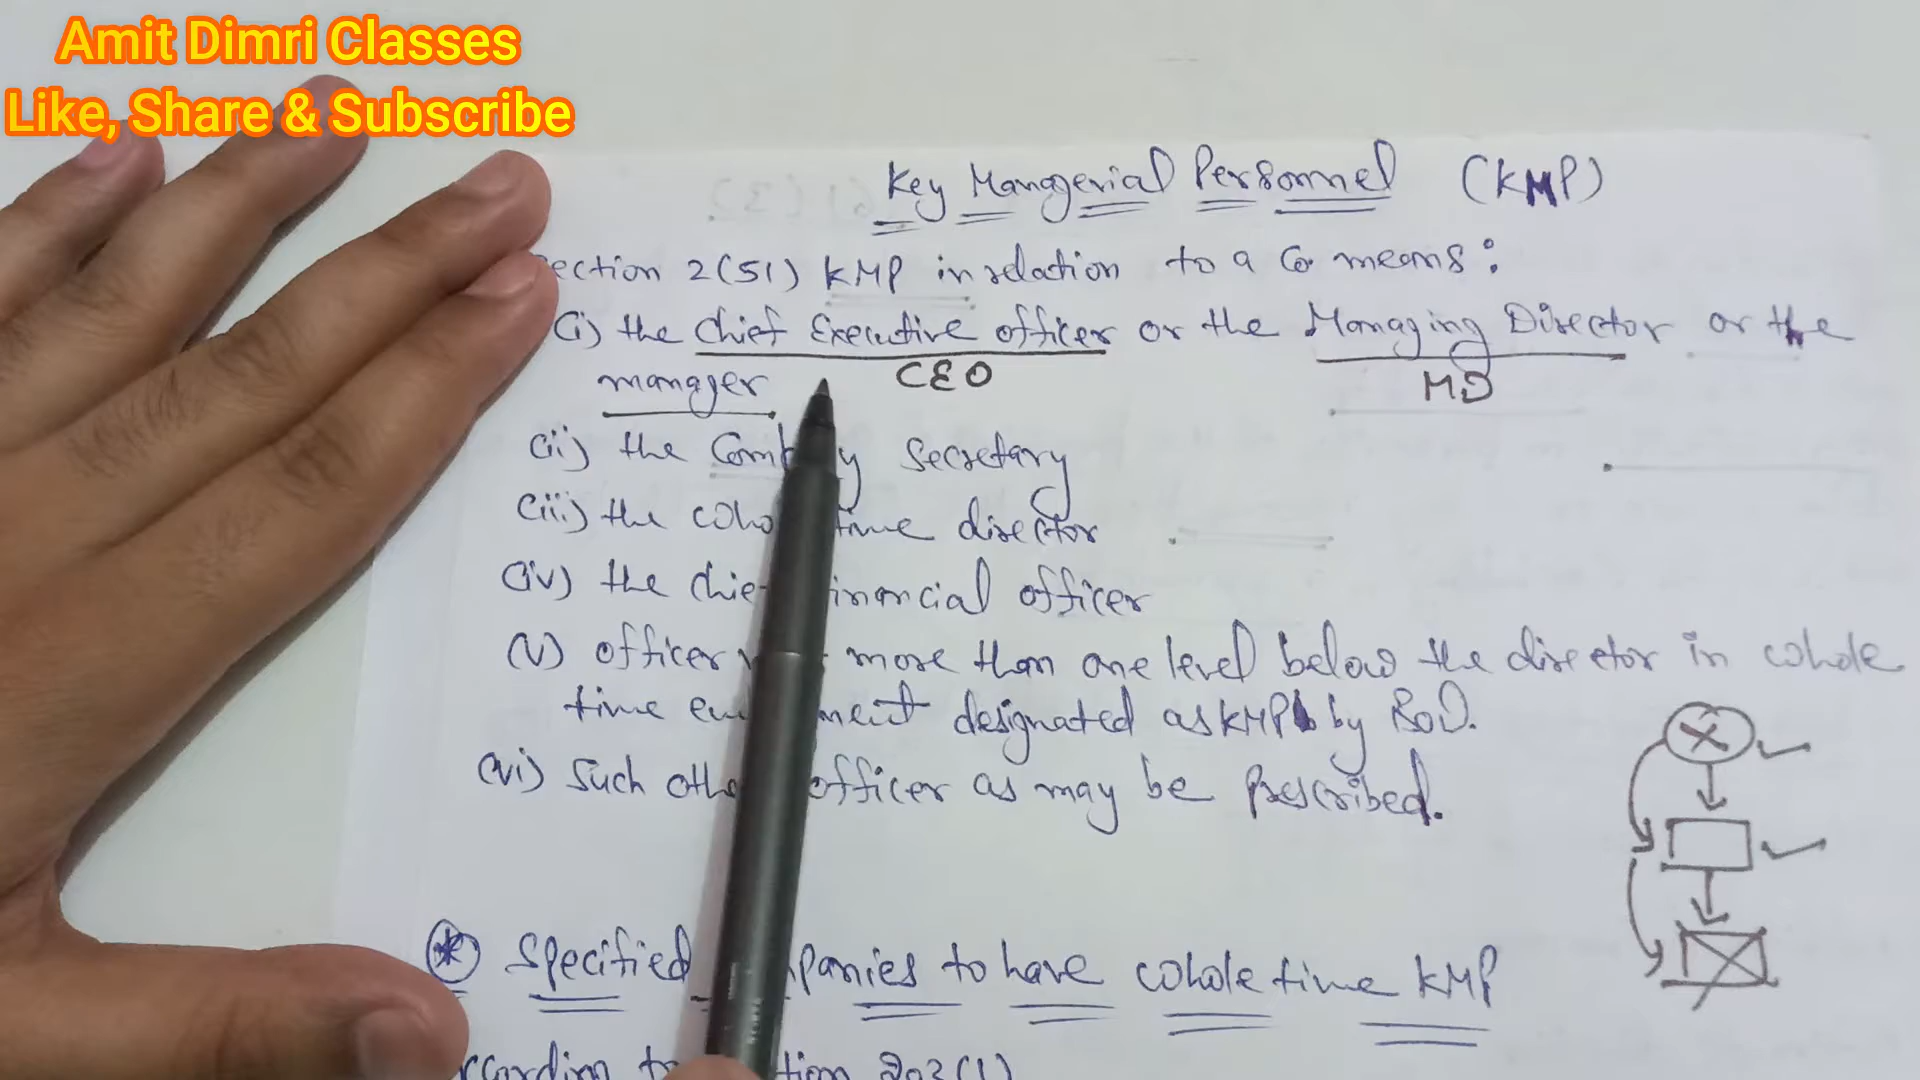 Amit Dimri Classes
Like, Share & Subscribe
Key Managerial Personnel (KMP)
ection 2(51) KMP in relation to a Co means:
(i) the Chief Executive officer or the Managing Director or the
manager CEO MD
(ii) the Secretary
(iii) the time director
(iv) the officer
(v) officer more than one level below the director in whole
time designated as KMP by BoD.
(vi) Such officer as may be Prescribed.
* Specified to have whole time KMP
203(1)